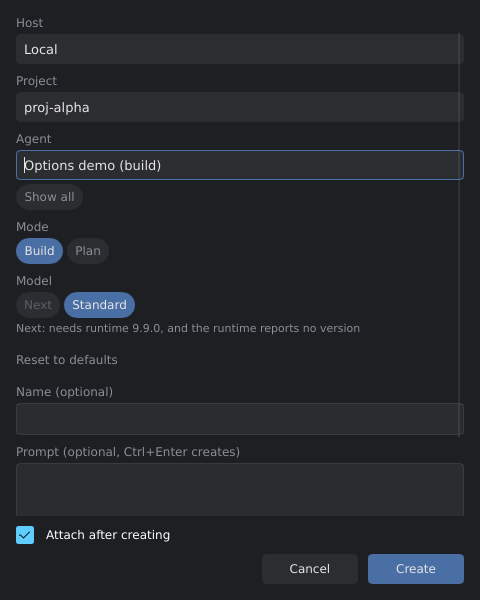 Host
Local
Project
proj-alpha
Agent
Options demo (build)
Show all
Mode
Build Plan
Model
Next Standard
Next: needs runtime 9.9.0, and the runtime reports no version
Reset to defaults
Name (optional)
Prompt (optional, Ctrl+Enter creates)
Attach after creating
Cancel Create